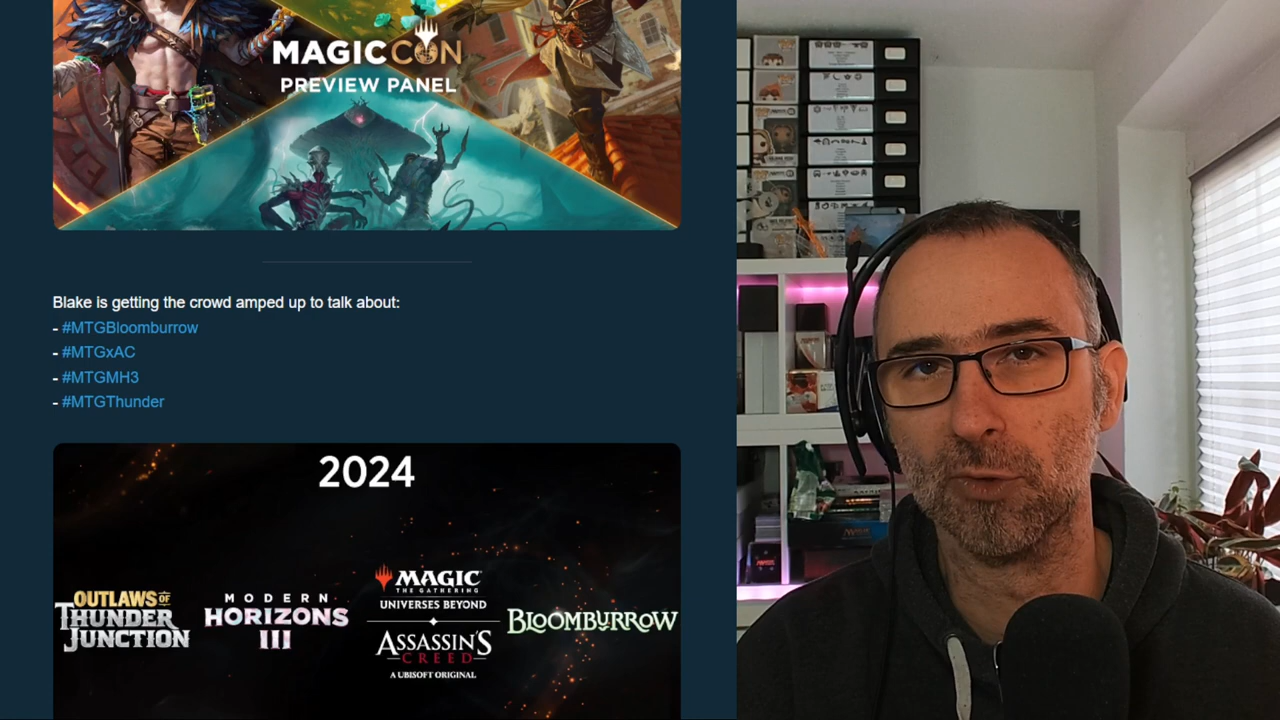 MAGICCON
PREVIEW PANEL
Blake is getting the crowd amped up to talk about:
- #MTGBloomburrow
- #MTGxAC
- #MTGMH3
- #MTGThunder
2024
OUTLAWS OF
THUNDER
JUNCTION
MODERN
HORIZONS
III
MAGIC
THE GATHERING
UNIVERSES BEYOND
ASSASSIN'S
CREED
A UBISOFT ORIGINAL
BLOOMBURROW